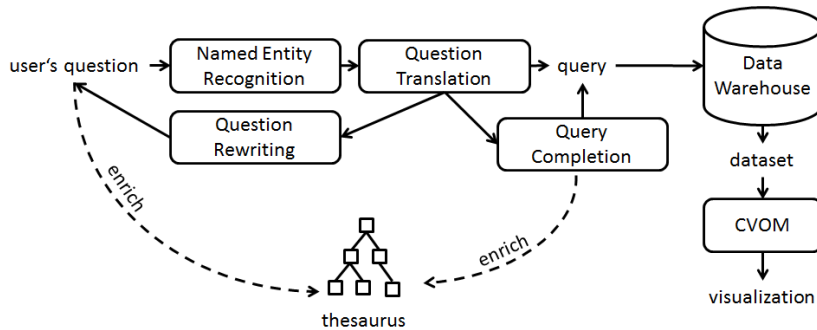 user's question
Named Entity
Recognition
Question
Translation
query
Data
Warehouse
Question
Rewriting
Query
Completion
dataset
enrich
enrich
CVOM
visualization
thesaurus